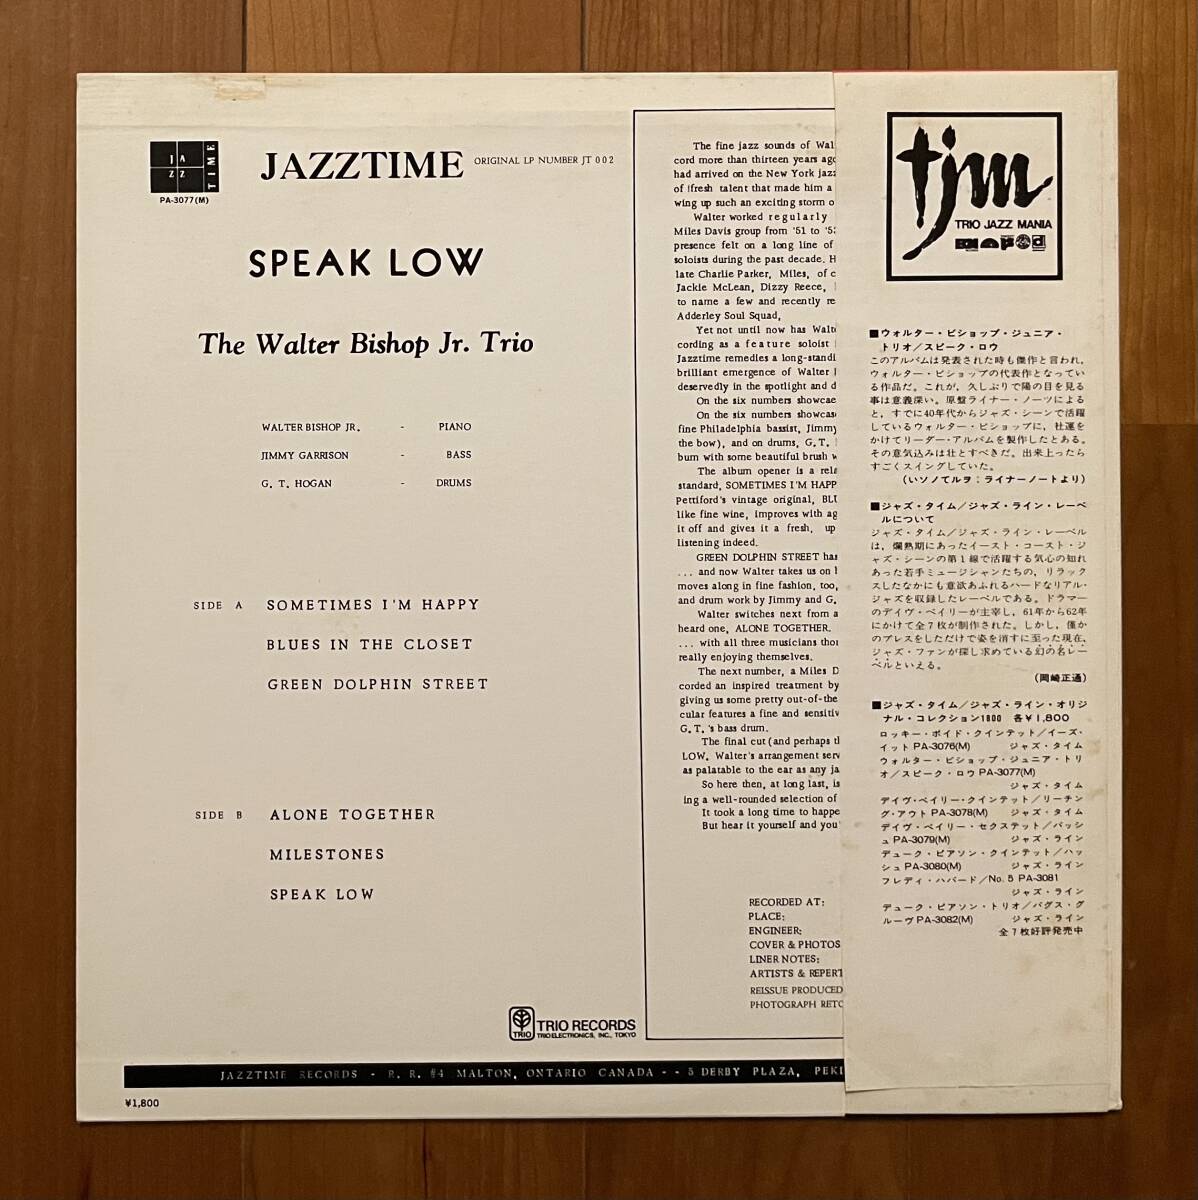 JA
ZZ
TIME
PA-3077(M)
JAZZTIME
ORIGINAL LP NUMBER JT 002
SPEAK LOW
The Walter Bishop Jr. Trio
WALTER BISHOP JR. - PIANO
JIMMY GARRISON - BASS
G. T. HOGAN - DRUMS
SIDE A SOMETIMES I'M HAPPY
BLUES IN THE CLOSET
GREEN DOLPHIN STREET
SIDE B ALONE TOGETHER
MILESTONES
SPEAK LOW
TRIO
TRIO RECORDS
TRIO ELECTRONICS, INC., TOKYO
JAZZTIME RECORDS - R. R. #4 MALTON, ONTARIO CANADA - - 5 DERBY PLAZA, PEKI
¥1,800
The fine jazz sounds of Wal
cord more than thirteen years ago
had arrived on the New York jazz
of !fresh talent that made him a
wing up such an exciting storm o
Walter worked regularly
Miles Davis group from '51 to '5
presence felt on a long line of
soloists during the past decade. H
late Charlie Parker, Miles, of c
Jackie McLean, Dizzy Reece,
to name a few and recently re
Adderley Soul Squad,
Yet not until now has Walt
cording as a feature soloist
Jazztime remedies a long-standi
brilliant emergence of Walter
deservedly in the spotlight and d
On the six numbers showcae
On the six numbers showcas
fine Philadelphia bassist, Jimmy
the bow), and on drums, G. T.
bum with some beautiful brush w
The album opener is a rela
standard, SOMETIMES I'M HAPP
Pettiford's vintage original, BLU
like fine wine, improves with ag
it off and gives it a fresh, up
listening indeed.
GREEN DOLPHIN STREET has
... and now Walter takes us on
moves along in fine fashion, too,
and drum work by Jimmy and G.
Walter switches next from a
heard one, ALONE TOGETHER.
... with all three musicians tho
really enjoying themselves.
The next number, a Miles D
corded an inspired treatment by
giving us some pretty out-of-the
cular features a fine and sensitiv
G. T. 's bass drum.
The final cut (and perhaps t
LOW. Walter's arrangement serv
as palatable to the ear as any ja
So here then, at long last, is
ing a well-rounded selection of
It took a long time to happe
But hear it yourself and you
RECORDED AT:
PLACE:
ENGINEER:
COVER & PHOTOS
LINER NOTES:
ARTISTS & REPERT
REISSUE PRODUCED
PHOTOGRAPH RETO
tjm
TRIO JAZZ MANIA
■ウォルター・ビショップ・ジュニア・
トリオ／スピーク・ロウ
このアルバムは発表された時も傑作と言われ、
ウォルター・ビショップの代表作となってい
る作品だ。これが、久しぶりで陽の目を見る
事は意義深い。原盤ライナー・ノーツによる
と、すでに40年代からジャズ・シーンで活躍
しているウォルター・ビショップに、社運を
かけてリーダー・アルバムを製作したとある。
その意気込みは壮とすべきだ。出来上ったら
すごくスイングしていた。
(いソノてルヲ：ライナーノートより)
■ジャズ・タイム／ジャズ・ライン・レーベ
ルについて
ジャズ・タイム／ジャズ・ライン・レーベル
は、爛熟期にあったイースト・コースト・ジ
ャズ・シーンの第1線で活躍する気心の知れ
あった若手ミュージシャンたちの、リラック
スしたなかにも意欲あふれるハードなリアル・
ジャズを収録したレーベルである。ドラマー
のデイヴ・ベイリーが主宰し、61年から62年
にかけて全7枚が制作された。しかし、僅か
のプレスをしただけで姿を消すに至った現在、
ジャズ・ファンが探し求めている幻の名レー
ベルといえる。
(岡崎正通)
■ジャズ・タイム／ジャズ・ライン・オリジ
ナル・コレクション1800 各¥1,800
ロッキー・ボイド・クインテット／イーズ・
イット PA-3076(M) ジャズ・タイム
ウォルター・ビショップ・ジュニア・トリ
オ／スピーク・ロウ PA-3077(M)
ジャズ・タイム
デイヴ・ベイリー・クインテット／リーチン
グ・アウト PA-3078(M) ジャズ・タイム
デイヴ・ベイリー・セクステット／バッシ
ュ PA-3079(M) ジャズ・ライン
デューク・ピアソン・クインテット／ハッ
シュ PA-3080(M) ジャズ・ライン
フレディ・ハバード／No. 5 PA-3081
ジャズ・ライン
デューク・ピアソン・トリオ／バグス・グ
ルーヴ PA-3082(M) ジャズ・ライン
全7枚好評発売中